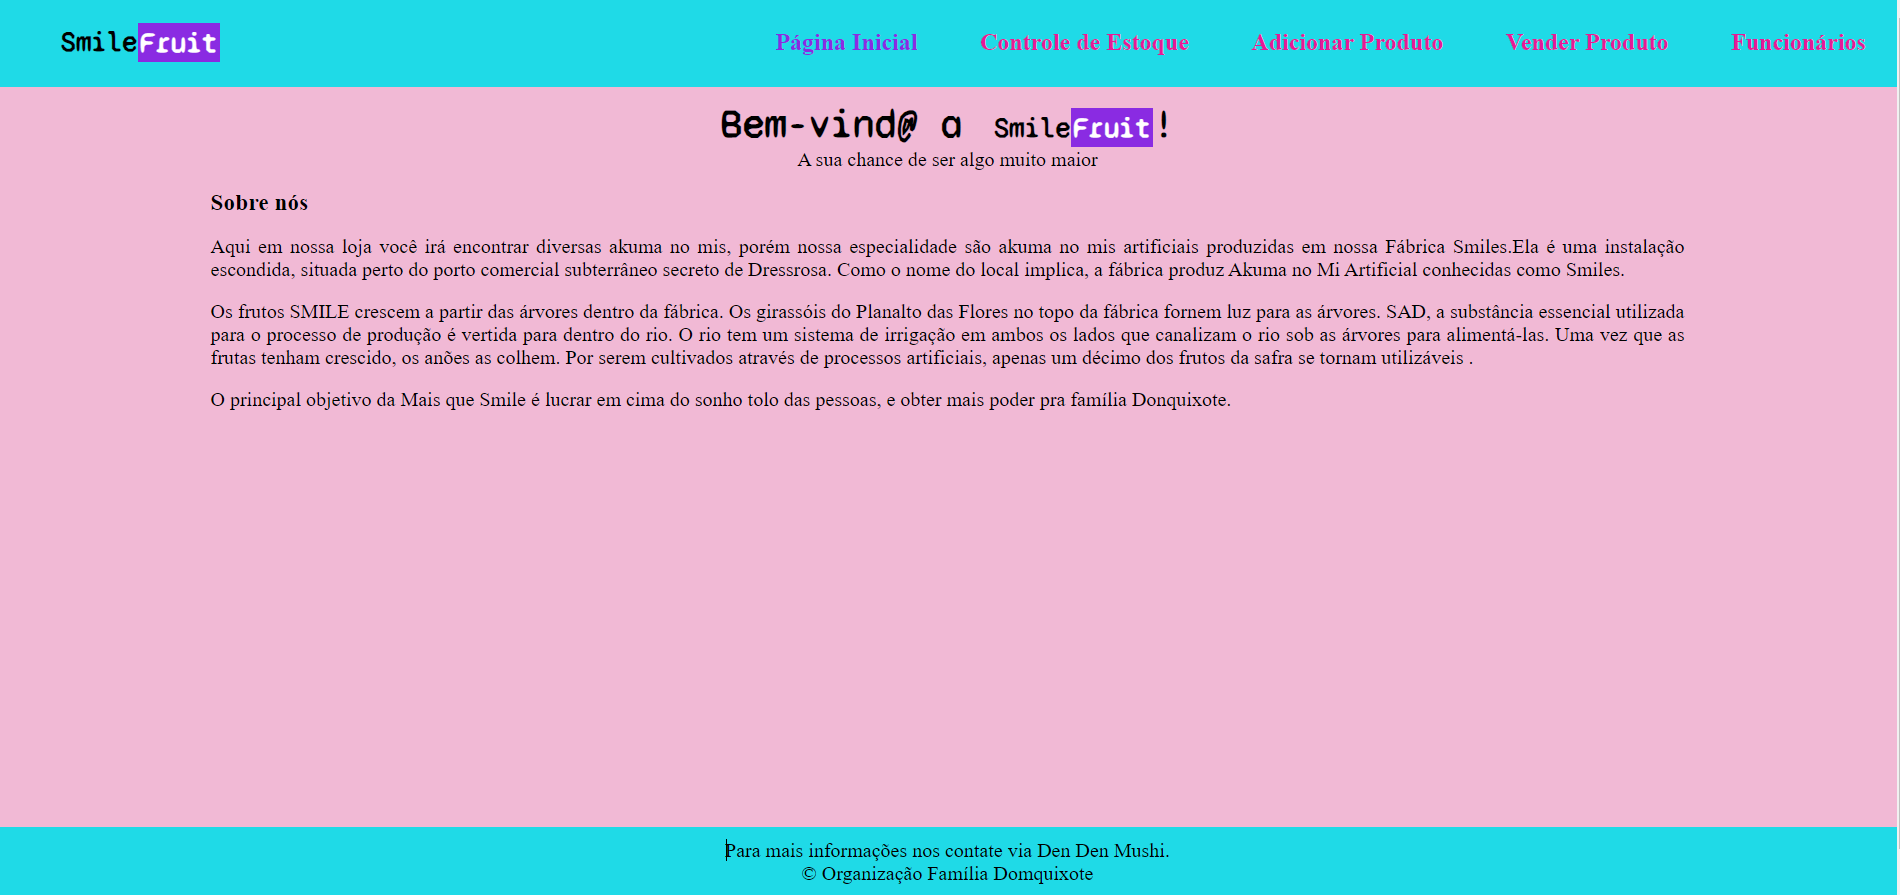 SmileFruit
Página Inicial
Controle de Estoque
Adicionar Produto
Vender Produto
Funcionários
Bem-vind@ a SmileFruit!
A sua chance de ser algo muito maior
Sobre nós
Aqui em nossa loja você irá encontrar diversas akuma no mis, porém nossa especialidade são akuma no mis artificiais produzidas em nossa Fábrica Smiles.Ela é uma instalação
escondida, situada perto do porto comercial subterrâneo secreto de Dressrosa. Como o nome do local implica, a fábrica produz Akuma no Mi Artificial conhecidas como Smiles.
Os frutos SMILE crescem a partir das árvores dentro da fábrica. Os girassóis do Planalto das Flores no topo da fábrica fornem luz para as árvores. SAD, a substância essencial utilizada
para o processo de produção é vertida para dentro do rio. O rio tem um sistema de irrigação em ambos os lados que canalizam o rio sob as árvores para alimentá-las. Uma vez que as
frutas tenham crescido, os anões as colhem. Por serem cultivados através de processos artificiais, apenas um décimo dos frutos da safra se tornam utilizáveis .
O principal objetivo da Mais que Smile é lucrar em cima do sonho tolo das pessoas, e obter mais poder pra família Donquixote.
Para mais informações nos contate via Den Den Mushi.
© Organização Família Domquixote